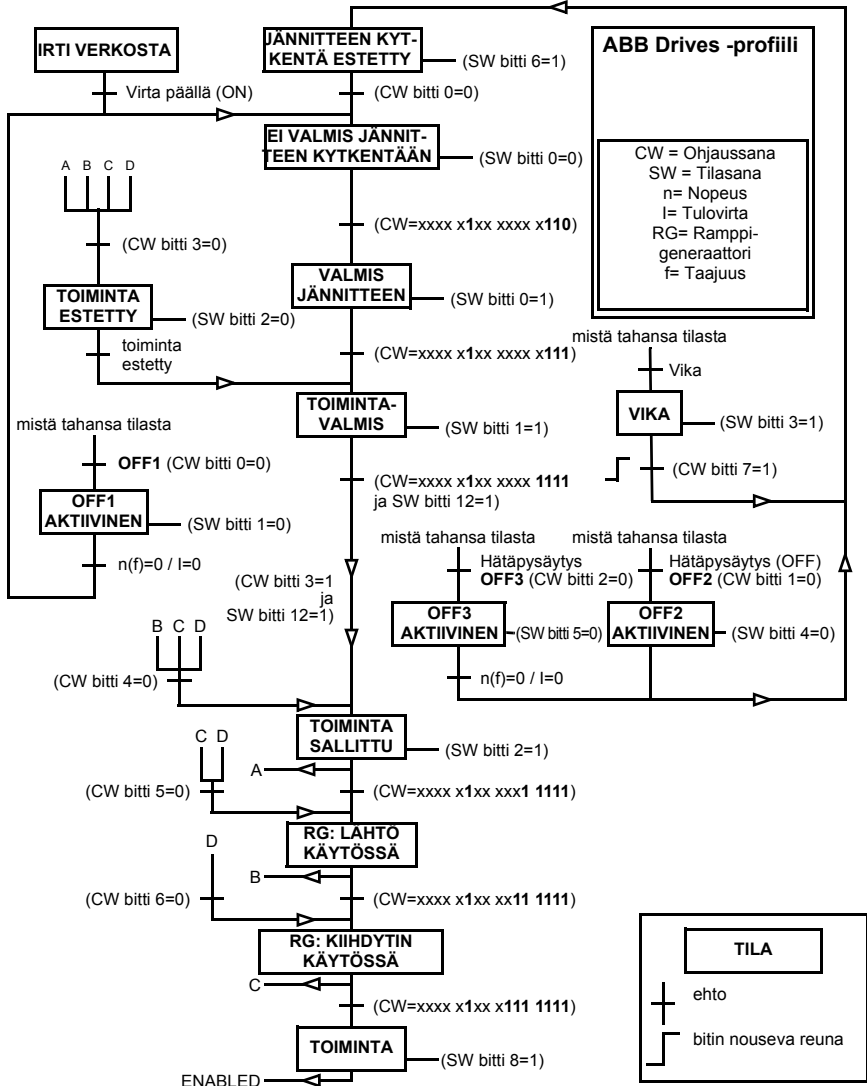 IRTI VERKOSTA
Virta päällä (ON)
JÄNNITTEEN KYT-
KENTÄ ESTETTY
(SW bitti 6=1)
(CW bitti 0=0)
EI VALMIS JÄNNIT-
TEEN KYTKENTÄÄN
(SW bitti 0=0)
ABB Drives -profiili
CW = Ohjaussana
SW = Tilasana
n= Nopeus
I= Tulovirta
RG= Ramppi-
generaattori
f= Taajuus
A B C D
(CW bitti 3=0)
(CW=xxxx x1xx xxxx x110)
TOIMINTA
ESTETTY
(SW bitti 2=0)
toiminta
estetty
VALMIS
JÄNNITTEEN
(SW bitti 0=1)
(CW=xxxx x1xx xxxx x111)
mistä tahansa tilasta
Vika
VIKA
(SW bitti 3=1)
(CW bitti 7=1)
TOIMINTA-
VALMIS
(SW bitti 1=1)
(CW=xxxx x1xx xxxx 1111
ja SW bitti 12=1)
mistä tahansa tilasta
OFF1 (CW bitti 0=0)
OFF1
AKTIIVINEN
(SW bitti 1=0)
n(f)=0 / I=0
(CW bitti 3=1
ja
SW bitti 12=1)
mistä tahansa tilasta
Hätäpysäytys
OFF3 (CW bitti 2=0)
OFF3
AKTIIVINEN
(SW bitti 5=0)
n(f)=0 / I=0
mistä tahansa tilasta
Hätäpysäytys (OFF)
OFF2 (CW bitti 1=0)
OFF2
AKTIIVINEN
(SW bitti 4=0)
B C D
(CW bitti 4=0)
TOIMINTA
SALLITTU
(SW bitti 2=1)
C D
A
(CW bitti 5=0)
(CW=xxxx x1xx xxx1 1111)
RG: LÄHTÖ
KÄYTÖSSÄ
D
B
(CW bitti 6=0)
(CW=xxxx x1xx xx11 1111)
RG: KIIHDYTIN
KÄYTÖSSÄ
C
(CW=xxxx x1xx x111 1111)
TOIMINTA
(SW bitti 8=1)
ENABLED
TILA
ehto
bitin nouseva reuna